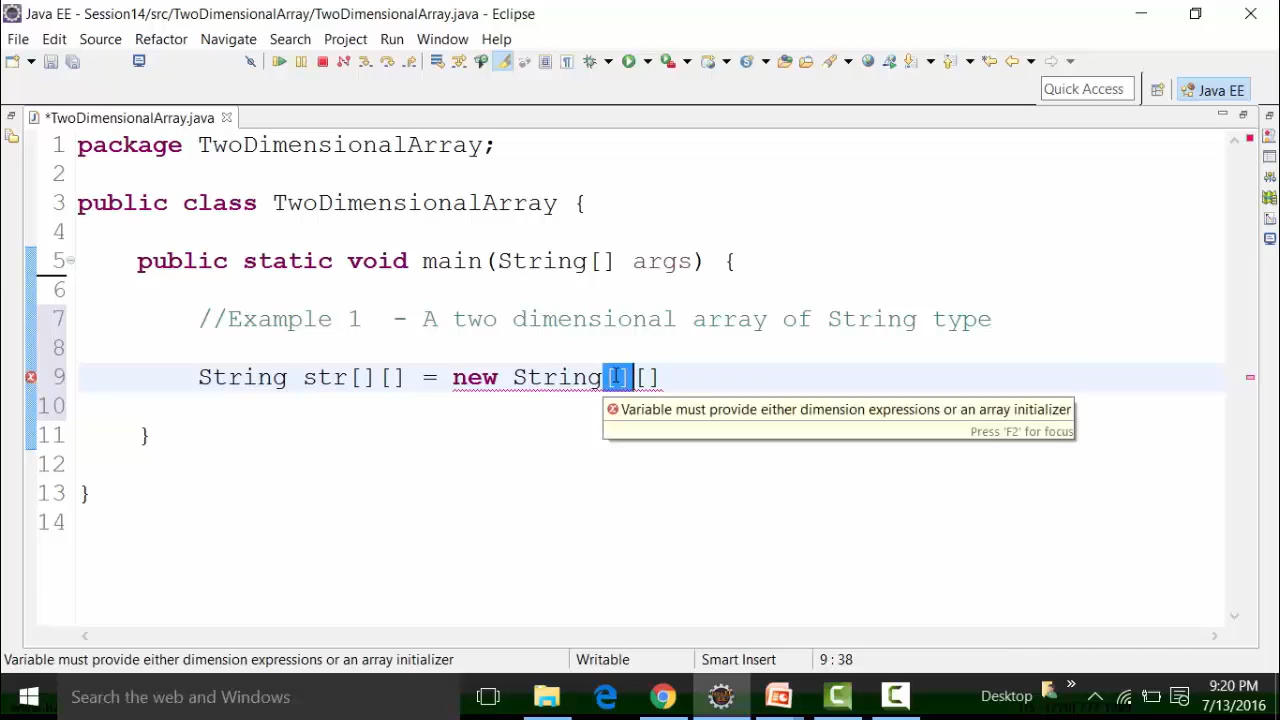 Java EE - Session14/src/TwoDimensionalArray/TwoDimensionalArray.java - Eclipse
File Edit Source Refactor Navigate Search Project Run Window Help
Quick Access
Java EE
*TwoDimensionalArray.java
1 package TwoDimensionalArray;
2
3 public class TwoDimensionalArray {
4
5 public static void main(String[] args) {
6
7 //Example 1 - A two dimensional array of String type
8
9 String str[][] = new String[][]
Variable must provide either dimension expressions or an array initializer
10
Press 'F2' for focus
11 }
12
13 }
14
Variable must provide either dimension expressions or an array initializer Writable Smart Insert 9 : 38
Search the web and Windows
Desktop
9:20 PM
7/13/2016